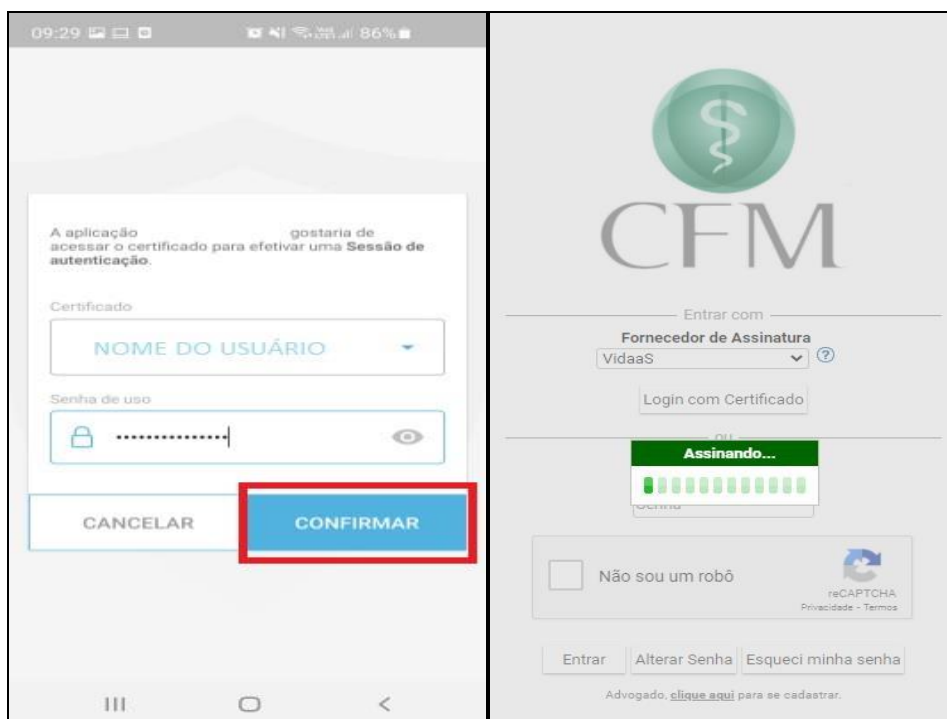 09:29
86%
A aplicação gostaria de
acessar o certificado para efetivar uma Sessão de
autenticação.
Certificado
NOME DO USUÁRIO
Senha de uso
CANCELAR
CONFIRMAR
CFM
Entrar com
Fornecedor de Assinatura
VidaaS
?
Login com Certificado
ou
Assinando...
Senha
Não sou um robô
reCAPTCHA
Privacidade - Termos
Entrar
Alterar Senha
Esqueci minha senha
Advogado, clique aqui para se cadastrar.